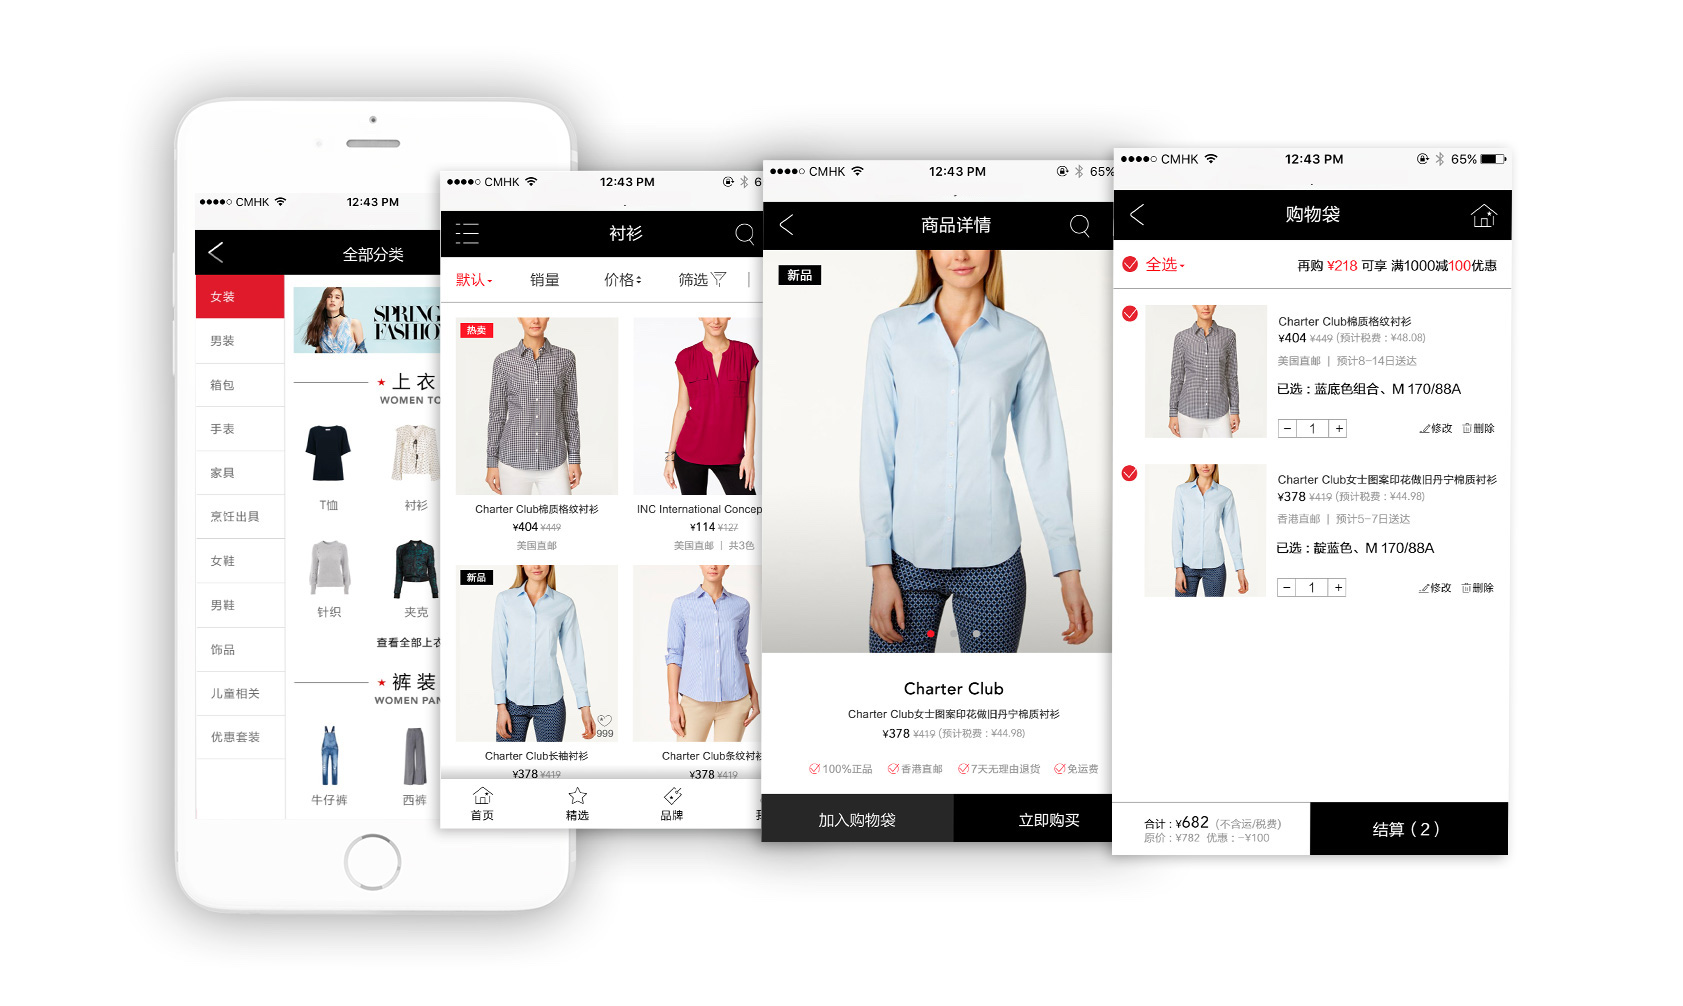 CMHK 12:43 PM
全部分类
女装
男装
箱包
手表
家具
烹饪出具
女鞋
男鞋
饰品
儿童相关
优惠套装
SPRING
FASHIO
上衣
WOMEN TO
T恤 衬衫
针织 夹克
查看全部上衣
裤装
WOMEN PAN
牛仔裤 西裤
CMHK 12:43 PM 6
衬衫
默认 销量 价格 筛选
热卖
Charter Club棉质格纹衬衫
¥404 ¥449
美国直邮
INC International Concep
¥114 ¥127
美国直邮 | 共3色
新品
999
Charter Club长袖衬衫
¥378 ¥419
Charter Club条纹衬衫
¥378 ¥419
首页 精选 品牌
CMHK 12:43 PM 65%
商品详情
新品
Charter Club
Charter Club女士图案印花做旧丹宁棉质衬衫
¥378 ¥419 (预计税费：¥44.98)
100%正品 香港直邮 7天无理由退货 免运费
加入购物袋 立即购买
CMHK 12:43 PM 65%
购物袋
全选 再购 ¥218 可享 满1000减100优惠
Charter Club棉质格纹衬衫
¥404 ¥449 (预计税费：¥48.08)
美国直邮 | 预计8-14日送达
已选：蓝底色组合、M 170/88A
− 1 + 修改 删除
Charter Club女士图案印花做旧丹宁棉质衬衫
¥378 ¥419 (预计税费：¥44.98)
香港直邮 | 预计5-7日送达
已选：靛蓝色、M 170/88A
− 1 + 修改 删除
合计：¥682 (不含运/税费)
原价：¥782 优惠：-¥100
结算（2）